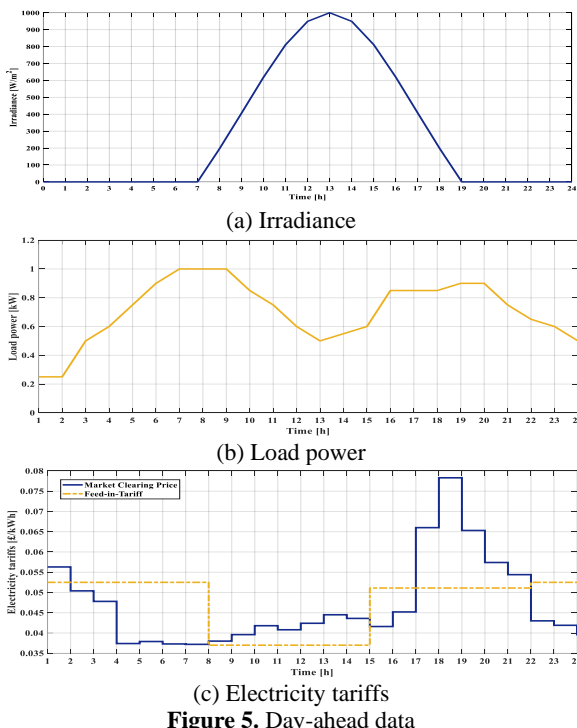 1000
900
800
700
600
500
400
300
200
100
0
Irradiance [W/m²]
0 1 2 3 4 5 6 7 8 9 10 11 12 13 14 15 16 17 18 19 20 21 22 23 24
Time [h]
(a) Irradiance
1.2
1
0.8
0.6
0.4
0.2
0
Load power [kW]
1 2 3 4 5 6 7 8 9 10 11 12 13 14 15 16 17 18 19 20 21 22 23
Time [h]
(b) Load power
0.08
0.075
0.07
0.065
0.06
0.055
0.05
0.045
0.04
0.035
Electricity tariffs [£/kWh]
Market Clearing Price
Feed-in-Tariff
1 2 3 4 5 6 7 8 9 10 11 12 13 14 15 16 17 18 19 20 21 22 23
Time [h]
(c) Electricity tariffs
Figure 5. Day-ahead data